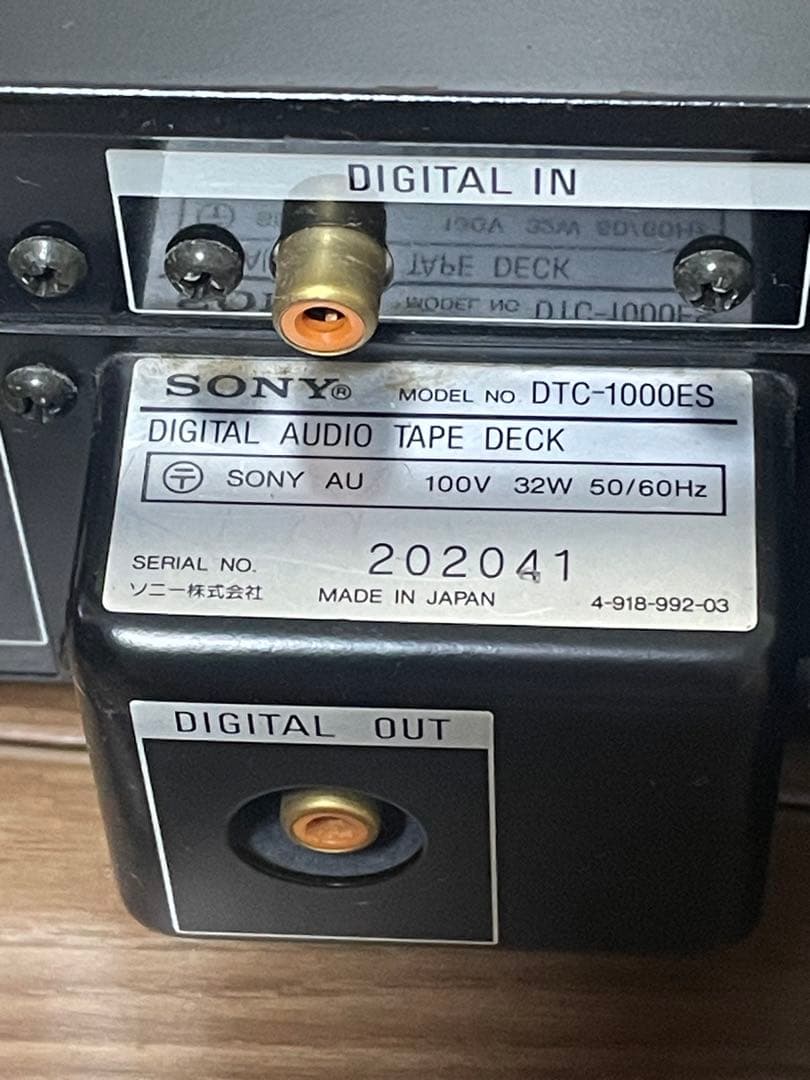 DIGITAL IN
SONY® MODEL NO. DTC-1000ES
DIGITAL AUDIO TAPE DECK
〒 SONY AU 100V 32W 50/60Hz
SERIAL NO. 202041
ソニー株式会社 MADE IN JAPAN 4-918-992-03
DIGITAL OUT